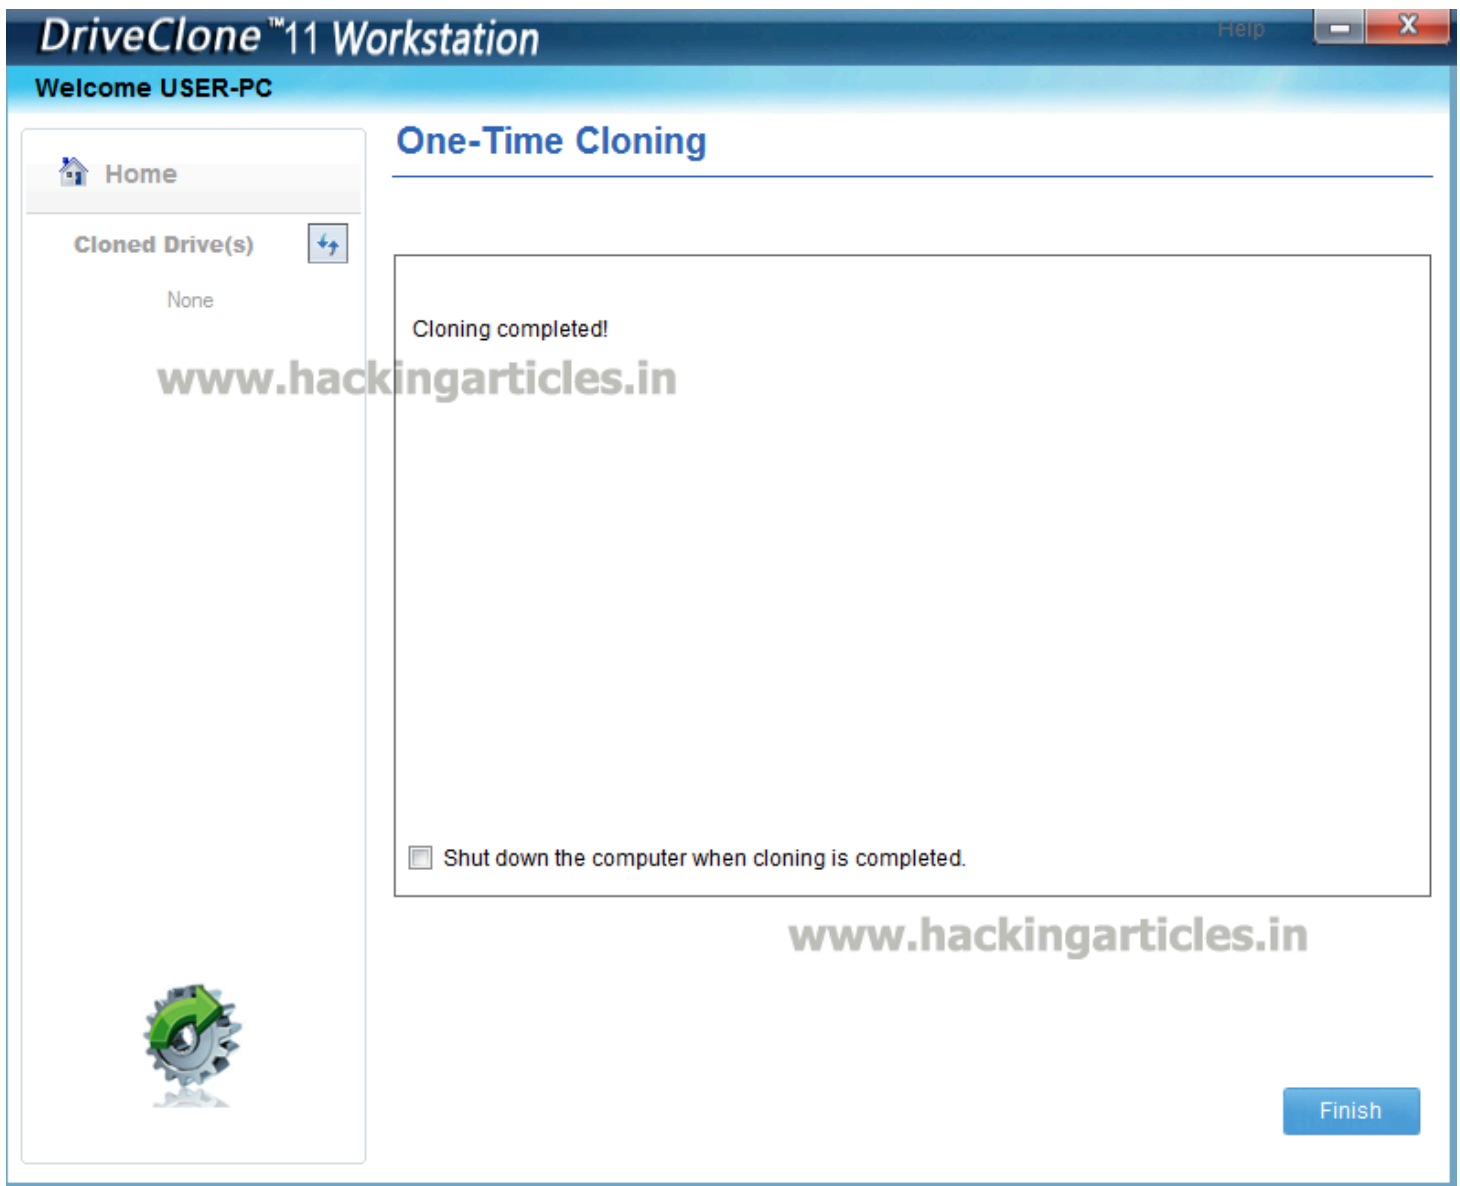 DriveClone™11 Workstation
Help
X
Welcome USER-PC
Home
Cloned Drive(s)
None
One-Time Cloning
Cloning completed!
www.hackingarticles.in
Shut down the computer when cloning is completed.
www.hackingarticles.in
Finish